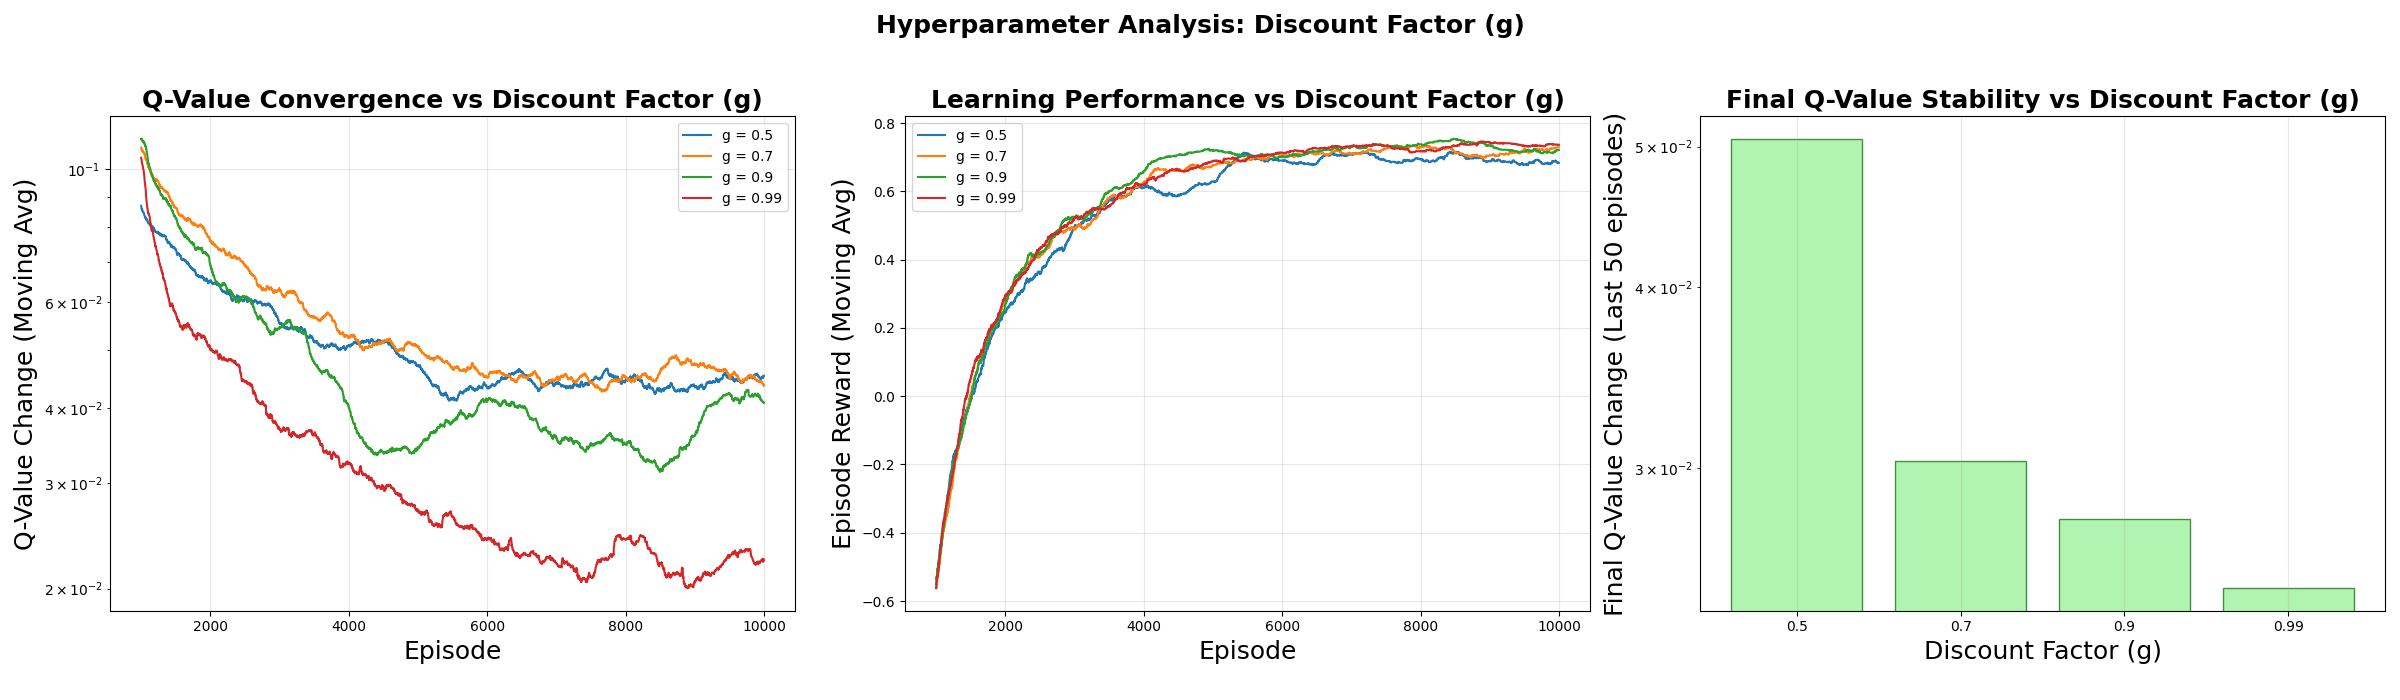 Hyperparameter Analysis: Discount Factor (g)
Q-Value Convergence vs Discount Factor (g)
Q-Value Change (Moving Avg)
10⁻¹
6 × 10⁻²
4 × 10⁻²
3 × 10⁻²
2 × 10⁻²
g = 0.5
g = 0.7
g = 0.9
g = 0.99
2000 4000 6000 8000 10000
Episode
Learning Performance vs Discount Factor (g)
Episode Reward (Moving Avg)
0.8
0.6
0.4
0.2
0.0
−0.2
−0.4
−0.6
g = 0.5
g = 0.7
g = 0.9
g = 0.99
2000 4000 6000 8000 10000
Episode
Final Q-Value Stability vs Discount Factor (g)
Final Q-Value Change (Last 50 episodes)
5 × 10⁻²
4 × 10⁻²
3 × 10⁻²
0.5 0.7 0.9 0.99
Discount Factor (g)